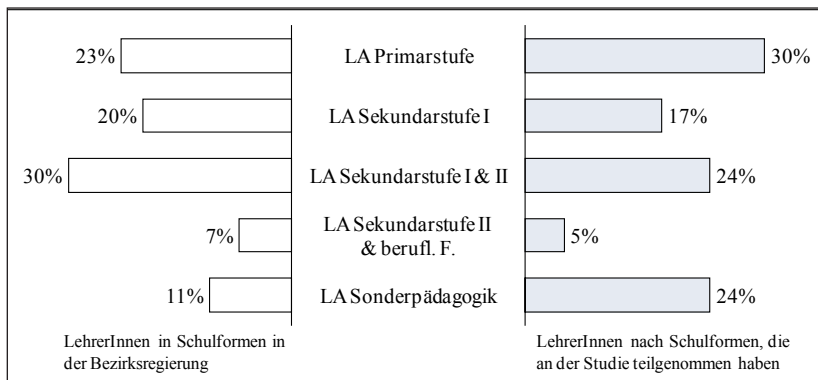 23% LA Primarstufe 30%
20% LA Sekundarstufe I 17%
30% LA Sekundarstufe I & II 24%
LA Sekundarstufe II
7% & berufl. F. 5%
11% LA Sonderpädagogik 24%
LehrerInnen in Schulformen in
der Bezirksregierung
LehrerInnen nach Schulformen, die
an der Studie teilgenommen haben